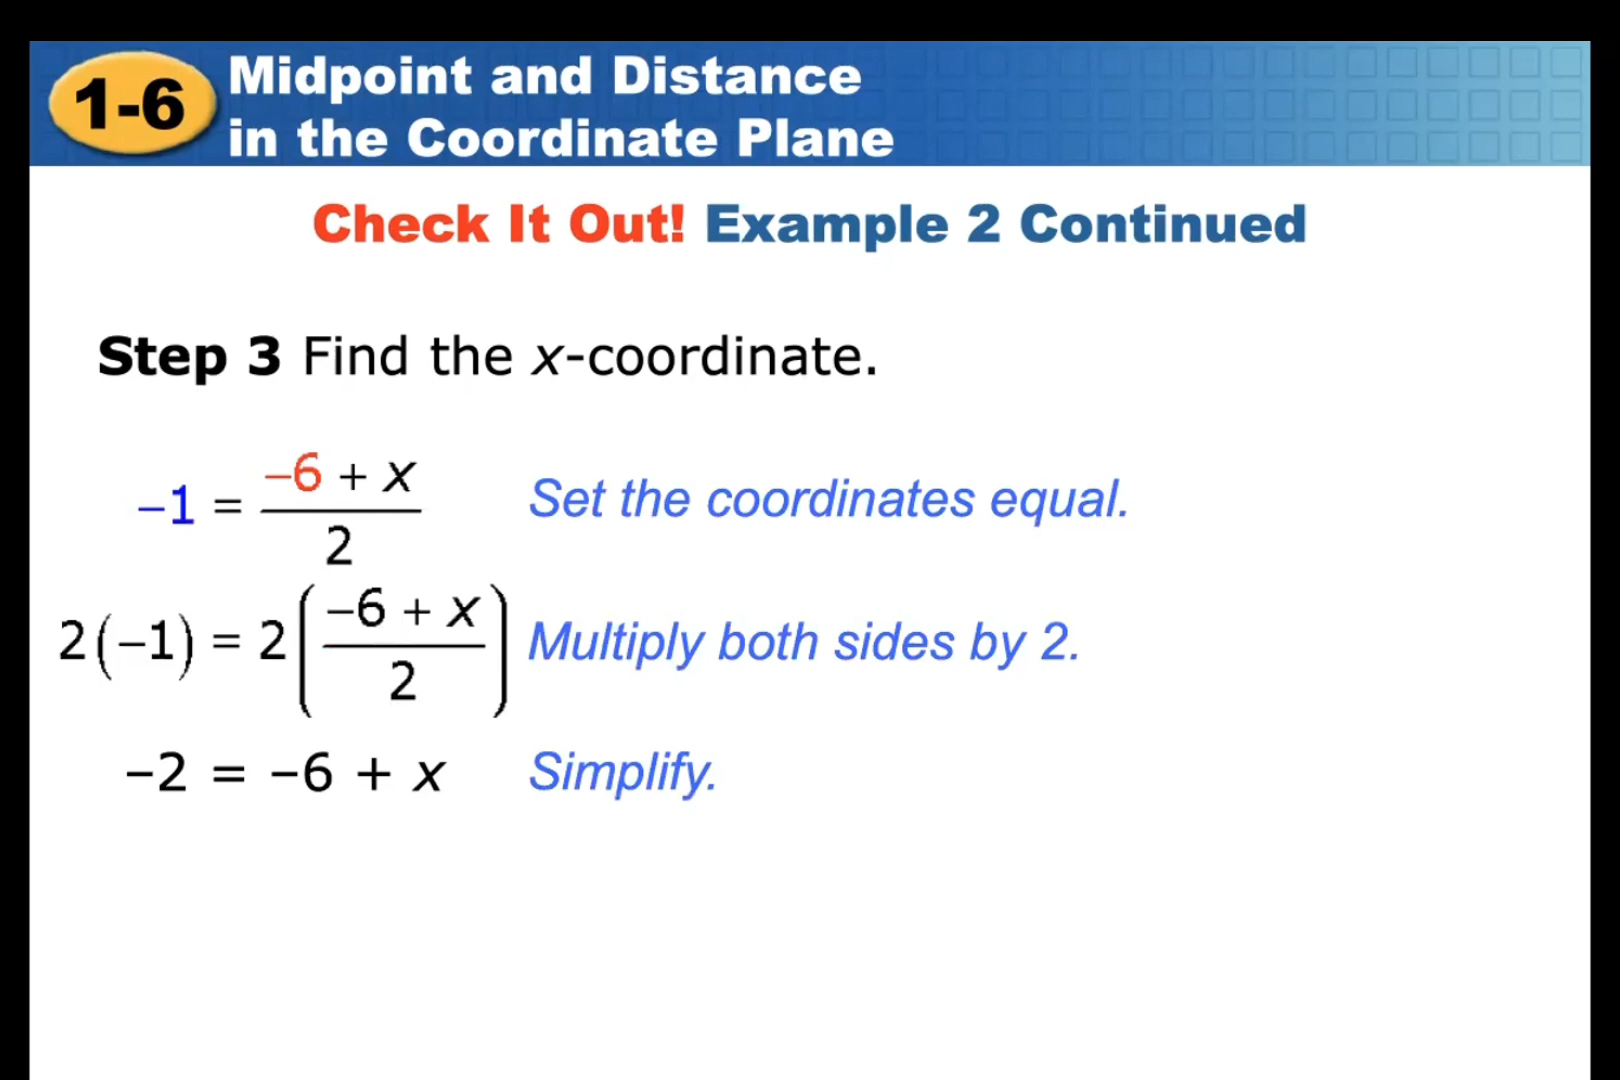 1-6
Midpoint and Distance
in the Coordinate Plane
Check It Out! Example 2 Continued
Step 3 Find the x-coordinate.
–1 = (–6 + x)/2 Set the coordinates equal.
2(–1) = 2((–6 + x)/2) Multiply both sides by 2.
–2 = –6 + x Simplify.